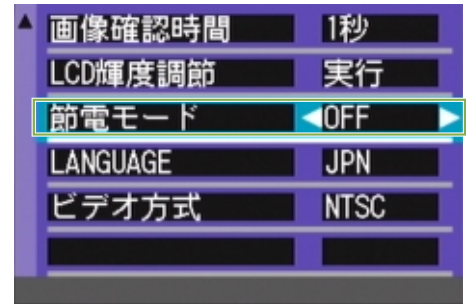 画像確認時間 1秒
LCD輝度調節 実行
節電モード OFF
LANGUAGE JPN
ビデオ方式 NTSC